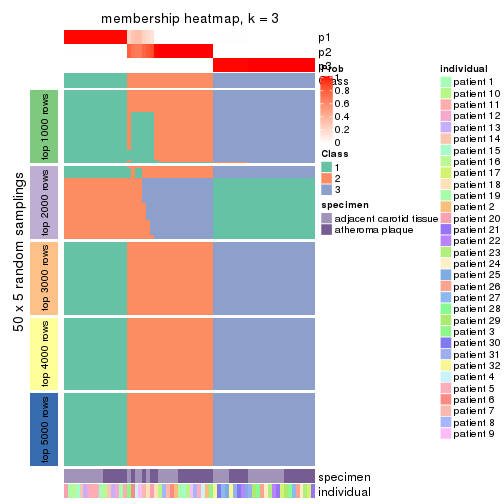 membership heatmap, k = 3
p1
p2
p3
Class
Prob
1
0.8
0.6
0.4
0.2
0
Class
1
2
3
specimen
adjacent carotid tissue
atheroma plaque
individual
patient 1
patient 10
patient 11
patient 12
patient 13
patient 14
patient 15
patient 16
patient 17
patient 18
patient 19
patient 2
patient 20
patient 21
patient 22
patient 23
patient 24
patient 25
patient 26
patient 27
patient 28
patient 29
patient 3
patient 30
patient 31
patient 32
patient 4
patient 5
patient 6
patient 7
patient 8
patient 9
50 x 5 random samplings
top 1000 rows
top 2000 rows
top 3000 rows
top 4000 rows
top 5000 rows
specimen
individual